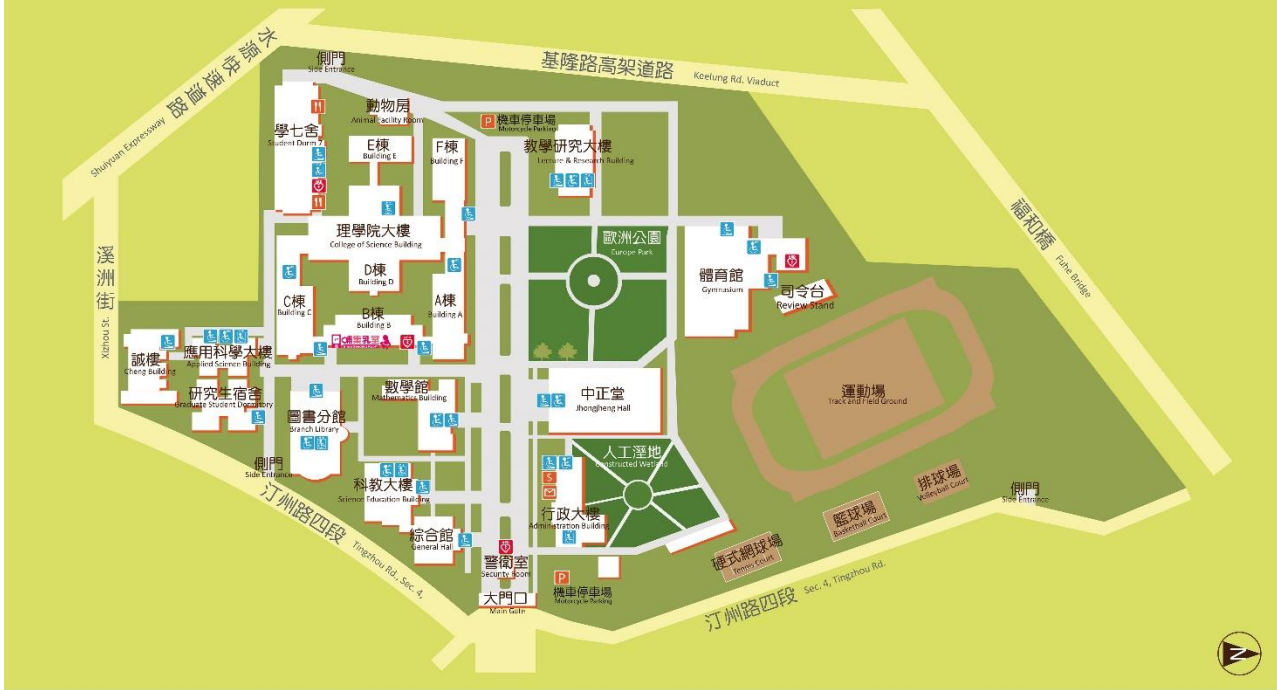 水源快速道路
Shuiyuan Expressway
側門
Side Entrance
基隆路高架道路
Keelung Rd. Viaduct
動物房
Animal Facility Room
P
機車停車場
Motorcycle Parking
學七舍
Student Dorm 7
E棟
Building E
F棟
Building F
教學研究大樓
Lecture & Research Building
理學院大樓
College of Science Building
歐洲公園
Europe Park
福和橋
Fuhe Bridge
溪洲街
Xizhou St.
D棟
Building D
體育館
Gymnasium
司令台
Review Stand
C棟
Building C
A棟
Building A
B棟
Building B
哺集乳室
誠樓
Cheng Building
應用科學大樓
Applied Science Building
研究生宿舍
Graduate Student Dormitory
數學館
Mathematics Building
中正堂
Jhongjheng Hall
運動場
Track and Field Ground
圖書分館
Branch Library
人工溼地
Constructed Wetland
側門
Side Entrance
S
科教大樓
Science Education Building
行政大樓
Administration Building
排球場
Volleyball Court
籃球場
Basketball Court
側門
Side Entrance
綜合館
General Hall
硬式網球場
Tennis Court
警衛室
Security Room
P
機車停車場
Motorcycle Parking
大門口
Main Gate
汀州路四段
Tingzhou Rd., Sec. 4,
汀州路四段
Sec. 4, Tingzhou Rd.
N